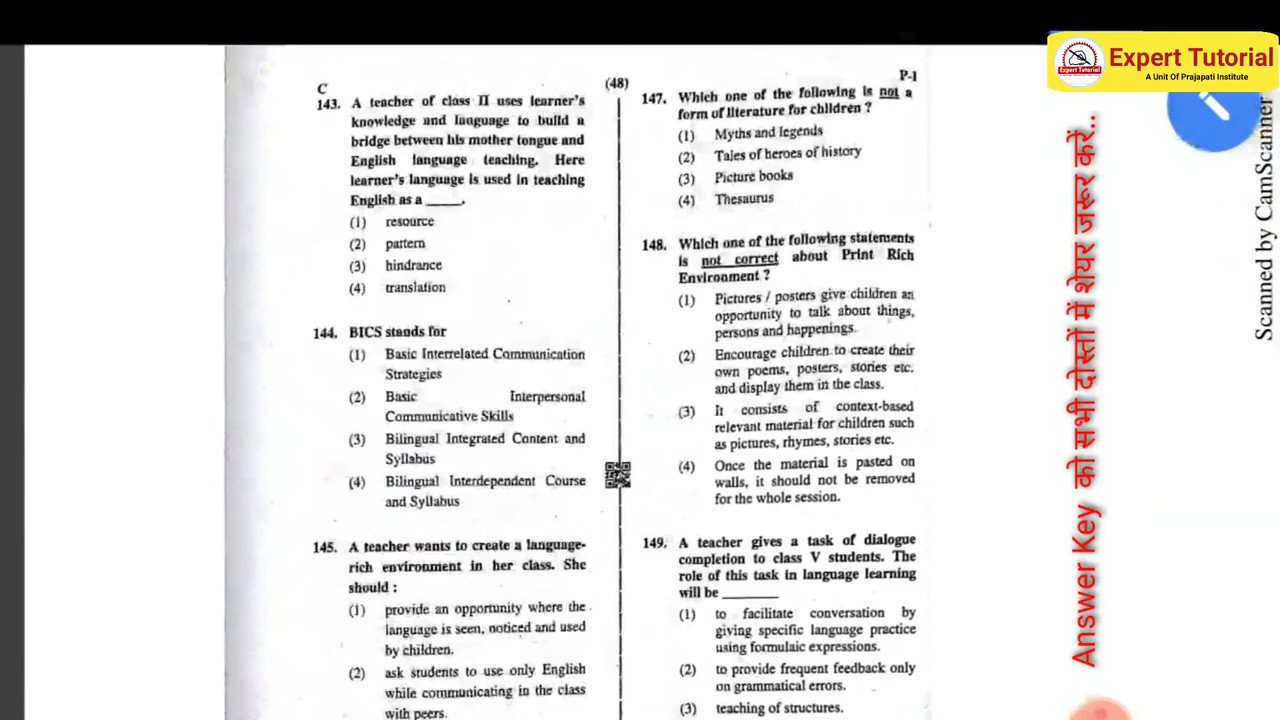 C
(48)
P-1
143. A teacher of class II uses learner's
knowledge and language to build a
bridge between his mother tongue and
English language teaching. Here
learner's language is used in teaching
English as a _____.
(1) resource
(2) pattern
(3) hindrance
(4) translation
144. BICS stands for
(1) Basic Interrelated Communication
Strategies
(2) Basic Interpersonal
Communicative Skills
(3) Bilingual Integrated Content and
Syllabus
(4) Bilingual Interdependent Course
and Syllabus
145. A teacher wants to create a language-
rich environment in her class. She
should :
(1) provide an opportunity where the
language is seen, noticed and used
by children.
(2) ask students to use only English
while communicating in the class
with peers.
147. Which one of the following is not a
form of literature for children ?
(1) Myths and legends
(2) Tales of heroes of history
(3) Picture books
(4) Thesaurus
148. Which one of the following statements
is not correct about Print Rich
Environment ?
(1) Pictures / posters give children an
opportunity to talk about things,
persons and happenings.
(2) Encourage children to create their
own poems, posters, stories etc.
and display them in the class.
(3) It consists of context-based
relevant material for children such
as pictures, rhymes, stories etc.
(4) Once the material is pasted on
walls, it should not be removed
for the whole session.
149. A teacher gives a task of dialogue
completion to class V students. The
role of this task in language learning
will be ________
(1) to facilitate conversation by
giving specific language practice
using formulaic expressions.
(2) to provide frequent feedback only
on grammatical errors.
(3) teaching of structures.
Expert Tutorial
A Unit Of Prajapati Institute
Expert Tutorial
Answer Key को सभी दोस्तों में शेयर जरूर करें..
Scanned by CamScanner